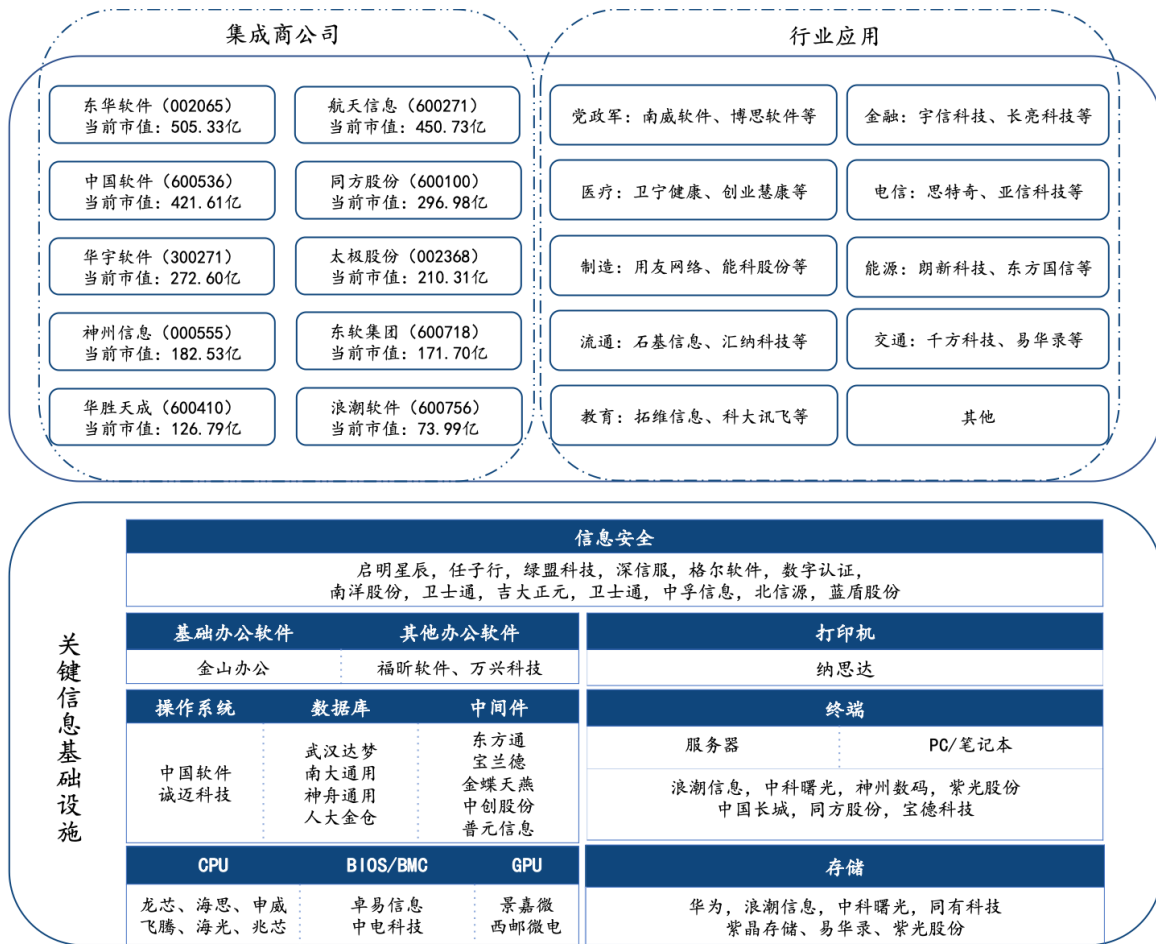 集成商公司
行业应用
东华软件（002065）
当前市值：505.33亿
航天信息（600271）
当前市值：450.73亿
中国软件（600536）
当前市值：421.61亿
同方股份（600100）
当前市值：296.98亿
华宇软件（300271）
当前市值：272.60亿
太极股份（002368）
当前市值：210.31亿
神州信息（000555）
当前市值：182.53亿
东软集团（600718）
当前市值：171.70亿
华胜天成（600410）
当前市值：126.79亿
浪潮软件（600756）
当前市值：73.99亿
党政军：南威软件、博思软件等
金融：宇信科技、长亮科技等
医疗：卫宁健康、创业慧康等
电信：思特奇、亚信科技等
制造：用友网络、能科股份等
能源：朗新科技、东方国信等
流通：石基信息、汇纳科技等
交通：千方科技、易华录等
教育：拓维信息、科大讯飞等
其他
关键信息基础设施
信息安全
启明星辰，任子行，绿盟科技，深信服，格尔软件，数字认证，
南洋股份，卫士通，吉大正元，卫士通，中孚信息，北信源，蓝盾股份
基础办公软件
其他办公软件
金山办公
福昕软件、万兴科技
打印机
纳思达
操作系统
数据库
中间件
中国软件
诚迈科技
武汉达梦
南大通用
神舟通用
人大金仓
东方通
宝兰德
金蝶天燕
中创股份
普元信息
终端
服务器
PC/笔记本
浪潮信息，中科曙光，神州数码，紫光股份
中国长城，同方股份，宝德科技
CPU
BIOS/BMC
GPU
龙芯、海思、申威
飞腾、海光、兆芯
卓易信息
中电科技
景嘉微
西邮微电
存储
华为，浪潮信息，中科曙光，同有科技
紫晶存储、易华录、紫光股份